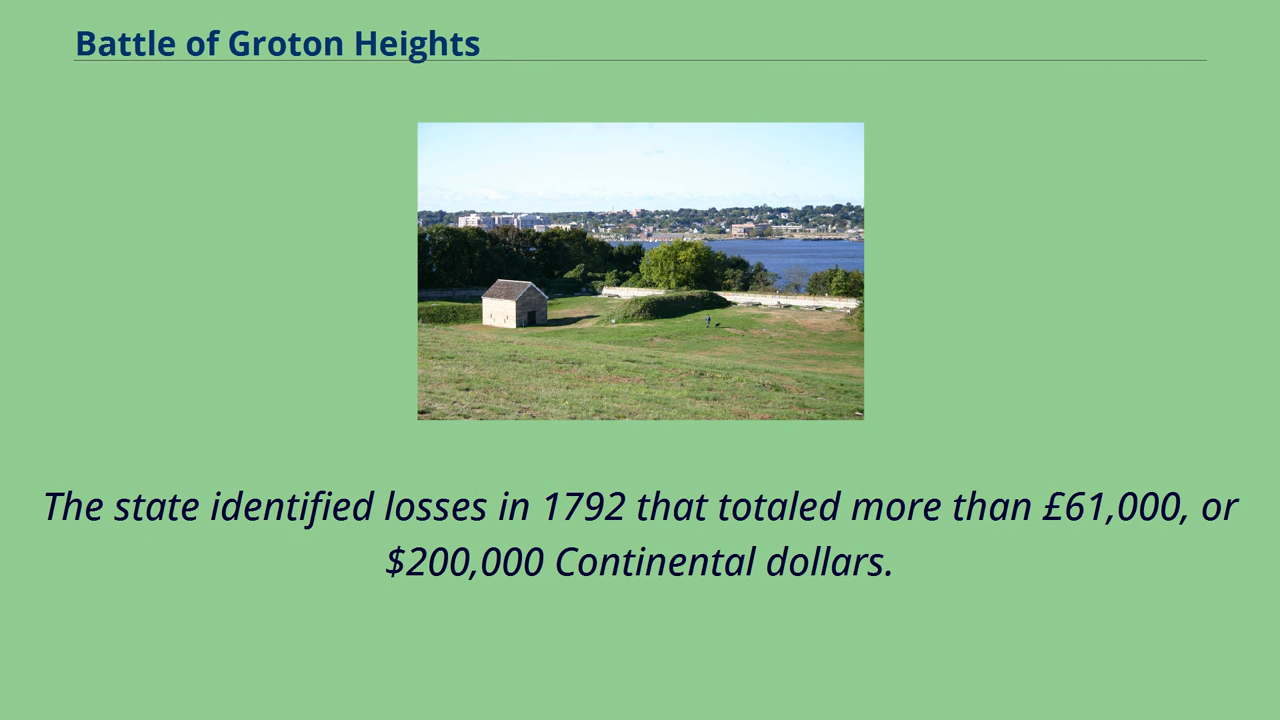 Battle of Groton Heights
The state identified losses in 1792 that totaled more than £61,000, or
$200,000 Continental dollars.